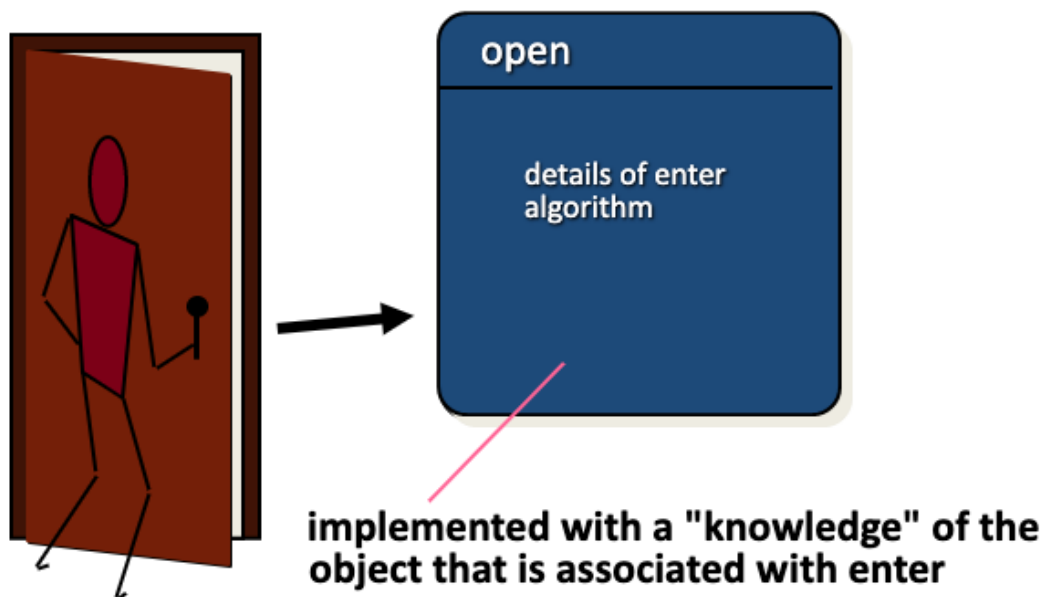 open
details of enter
algorithm
implemented with a "knowledge" of the
object that is associated with enter